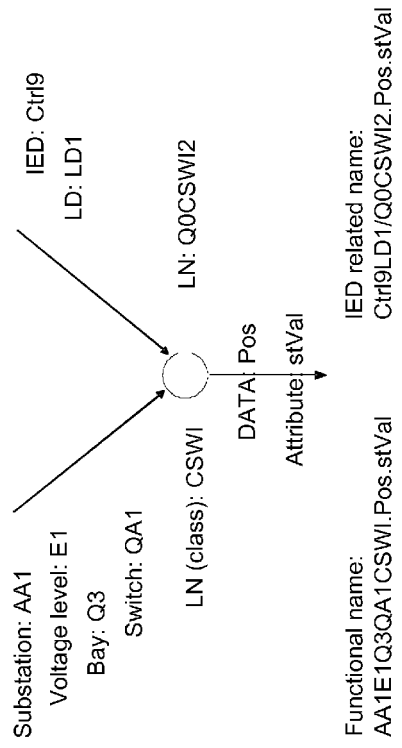 Substation: AA1
Voltage level: E1
Bay: Q3
Switch: QA1
LN (class): CSWI
IED: Ctrl9
LD: LD1
LN: Q0CSWI2
DATA: Pos
Attribute: stVal
Functional name:
AA1E1Q3QA1CSWI.Pos.stVal
IED related name:
Ctrl9LD1/Q0CSWI2.Pos.stVal